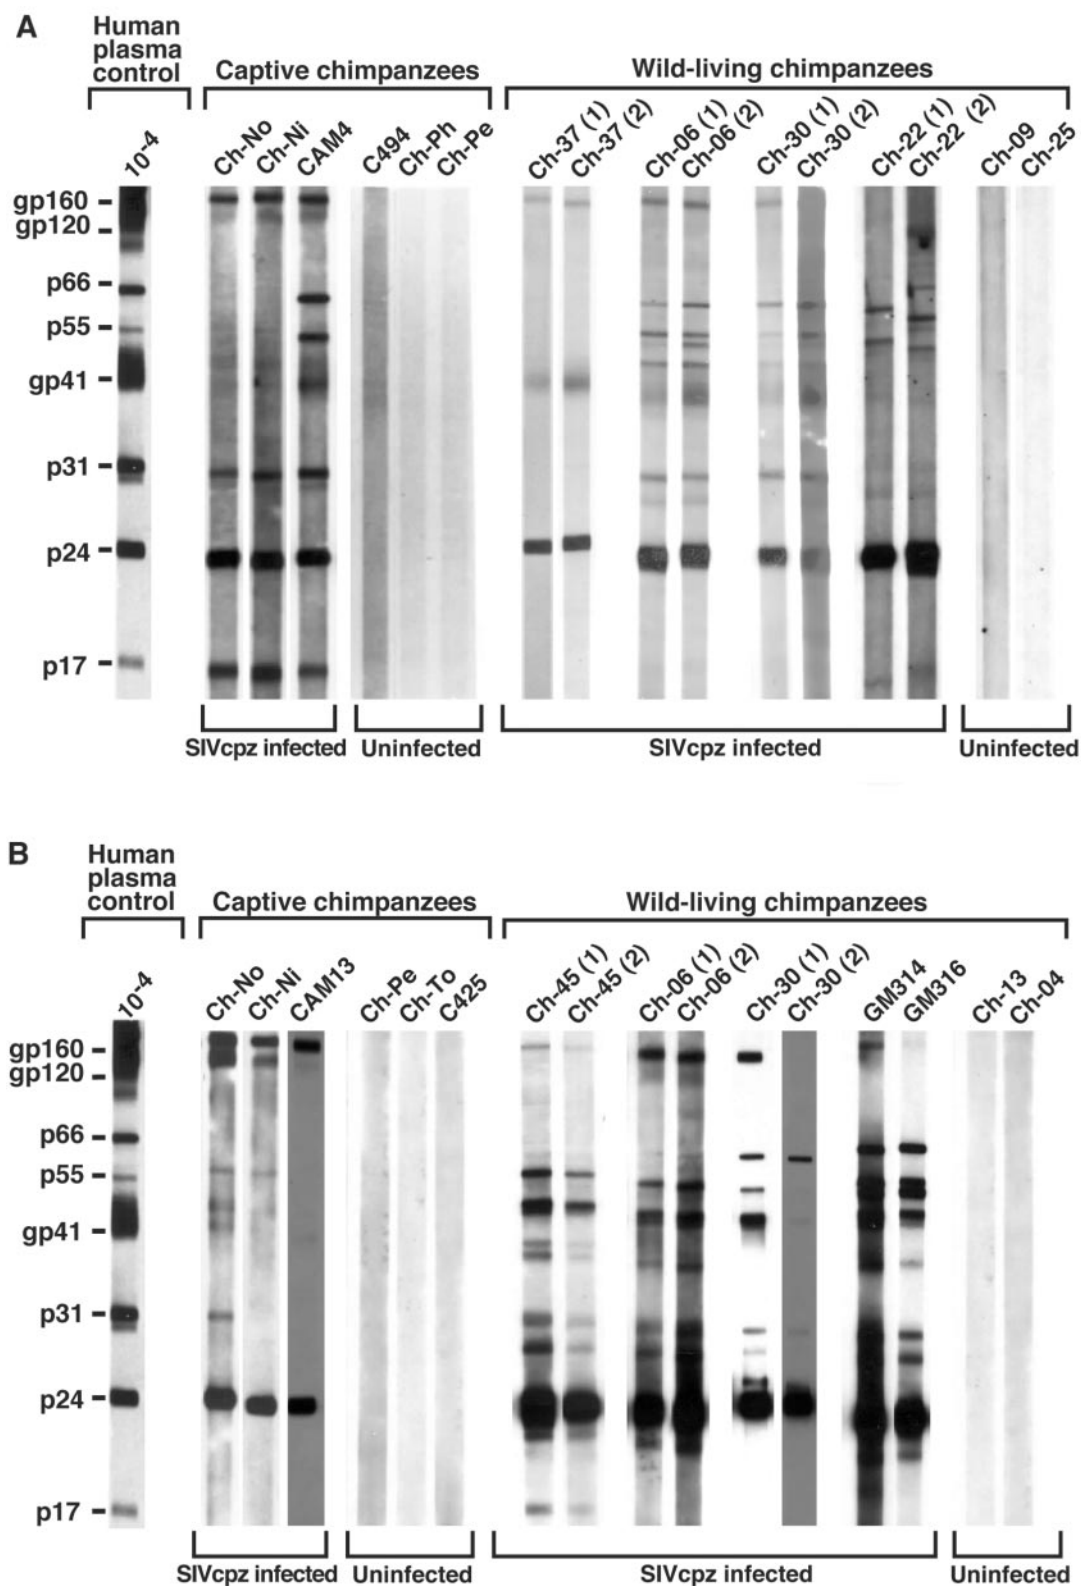 A
Human
plasma
control
Captive chimpanzees
Wild-living chimpanzees
10-4
Ch-No
Ch-Ni
CAM4
C494
Ch-Ph
Ch-Pe
Ch-37 (1)
Ch-37 (2)
Ch-06 (1)
Ch-06 (2)
Ch-30 (1)
Ch-30 (2)
Ch-22 (1)
Ch-22 (2)
Ch-09
Ch-25
gp160
gp120
p66
p55
gp41
p31
p24
p17
SIVcpz infected
Uninfected
SIVcpz infected
Uninfected
B
Human
plasma
control
Captive chimpanzees
Wild-living chimpanzees
10-4
Ch-No
Ch-Ni
CAM13
Ch-Pe
Ch-To
C425
Ch-45 (1)
Ch-45 (2)
Ch-06 (1)
Ch-06 (2)
Ch-30 (1)
Ch-30 (2)
GM314
GM316
Ch-13
Ch-04
gp160
gp120
p66
p55
gp41
p31
p24
p17
SIVcpz infected
Uninfected
SIVcpz infected
Uninfected